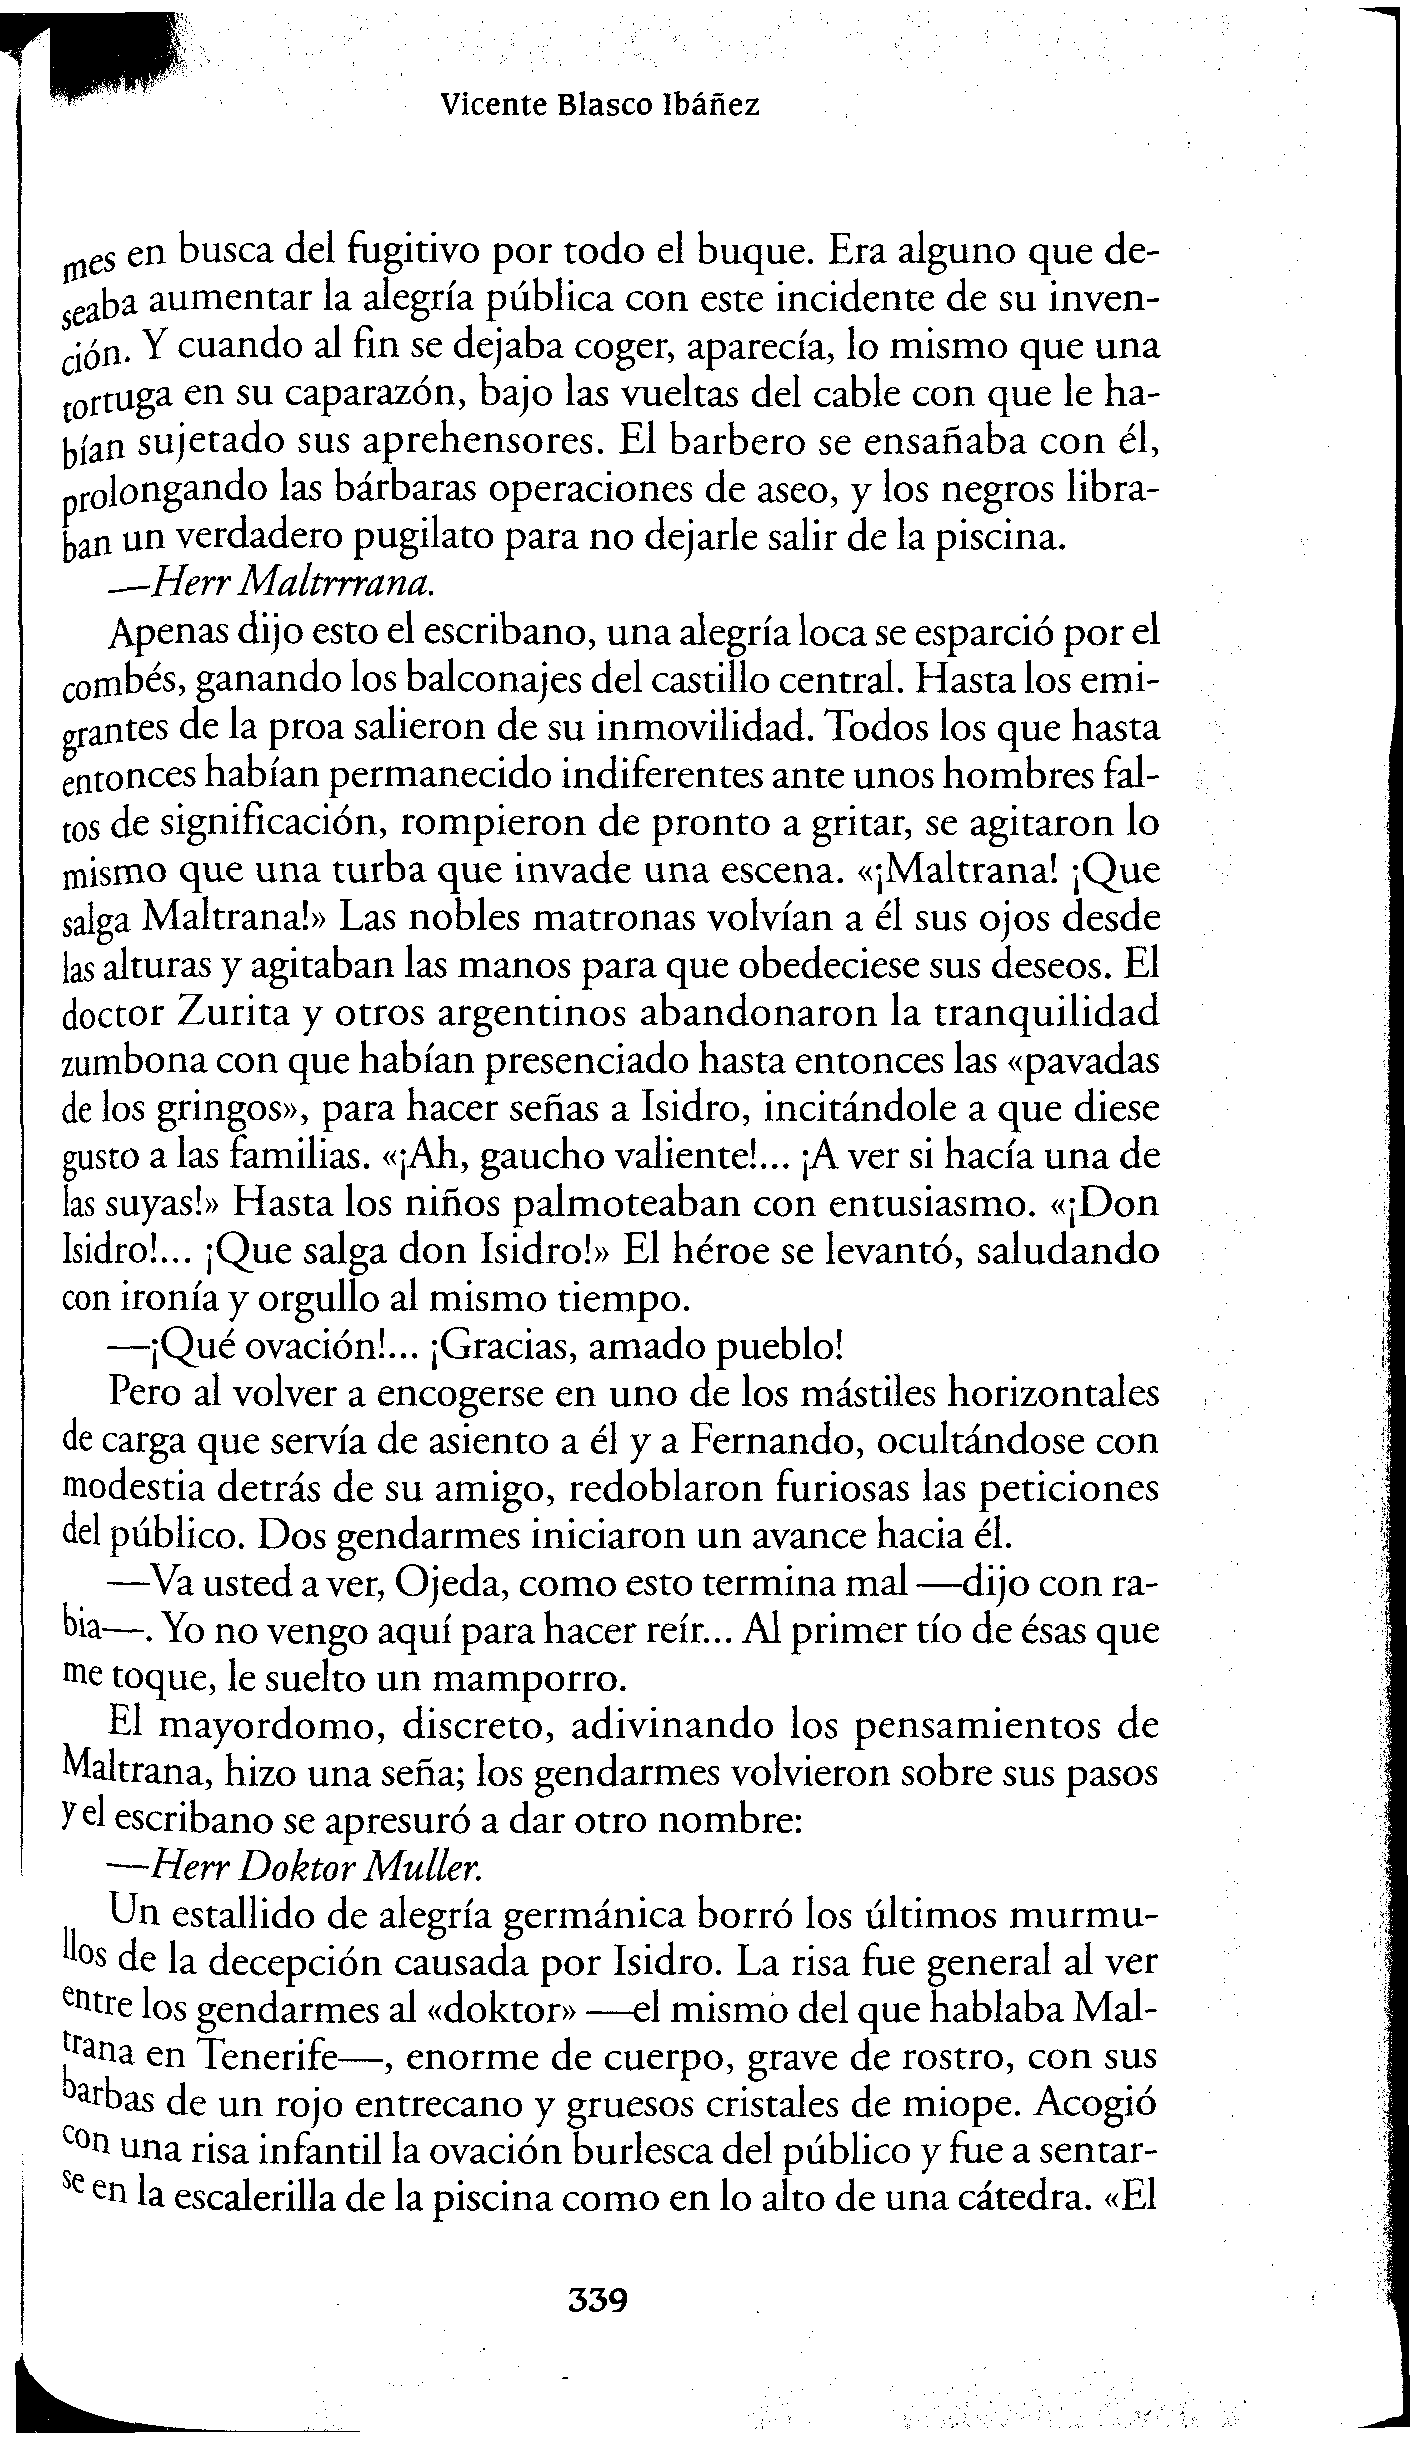 Vicente Blasco Ibáñez
mes en busca del fugitivo por todo el buque. Era alguno que de-
seaba aumentar la alegría pública con este incidente de su inven-
ción. Y cuando al fin se dejaba coger, aparecía, lo mismo que una
tortuga en su caparazón, bajo las vueltas del cable con que le ha-
bían sujetado sus aprehensores. El barbero se ensañaba con él,
prolongando las bárbaras operaciones de aseo, y los negros libra-
ban un verdadero pugilato para no dejarle salir de la piscina.
—Herr Maltrrrana.
Apenas dijo esto el escribano, una alegría loca se esparció por el
combés, ganando los balconajes del castillo central. Hasta los emi-
grantes de la proa salieron de su inmovilidad. Todos los que hasta
entonces habían permanecido indiferentes ante unos hombres fal-
tos de significación, rompieron de pronto a gritar, se agitaron lo
mismo que una turba que invade una escena. «¡Maltrana! ¡Que
salga Maltrana!» Las nobles matronas volvían a él sus ojos desde
las alturas y agitaban las manos para que obedeciese sus deseos. El
doctor Zurita y otros argentinos abandonaron la tranquilidad
zumbona con que habían presenciado hasta entonces las «pavadas
de los gringos», para hacer señas a Isidro, incitándole a que diese
gusto a las familias. «¡Ah, gaucho valiente!... ¡A ver si hacía una de
las suyas!» Hasta los niños palmoteaban con entusiasmo. «¡Don
Isidro!... ¡Que salga don Isidro!» El héroe se levantó, saludando
con ironía y orgullo al mismo tiempo.
—¡Qué ovación!... ¡Gracias, amado pueblo!
Pero al volver a encogerse en uno de los mástiles horizontales
de carga que servía de asiento a él y a Fernando, ocultándose con
modestia detrás de su amigo, redoblaron furiosas las peticiones
del público. Dos gendarmes iniciaron un avance hacia él.
—Va usted a ver, Ojeda, como esto termina mal —dijo con ra-
bia—. Yo no vengo aquí para hacer reír... Al primer tío de ésas que
me toque, le suelto un mamporro.
El mayordomo, discreto, adivinando los pensamientos de
Maltrana, hizo una seña; los gendarmes volvieron sobre sus pasos
y el escribano se apresuró a dar otro nombre:
—Herr Doktor Muller.
Un estallido de alegría germánica borró los últimos murmu-
llos de la decepción causada por Isidro. La risa fue general al ver
entre los gendarmes al «doktor» —el mismo del que hablaba Mal-
trana en Tenerife—, enorme de cuerpo, grave de rostro, con sus
barbas de un rojo entrecano y gruesos cristales de miope. Acogió
con una risa infantil la ovación burlesca del público y fue a sentar-
se en la escalerilla de la piscina como en lo alto de una cátedra. «El
339